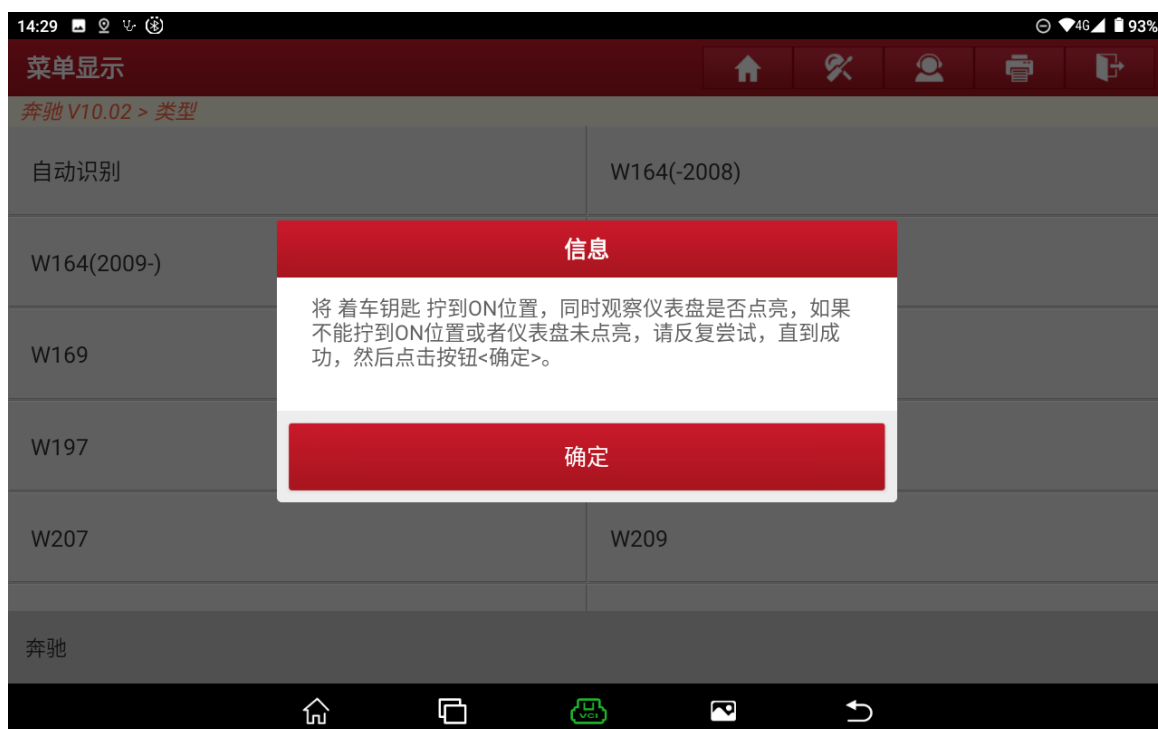 14:29
4G 93%
菜单显示
奔驰 V10.02 > 类型
自动识别
W164(-2008)
W164(2009-)
信息
将 着车钥匙 拧到ON位置，同时观察仪表盘是否点亮，如果
不能拧到ON位置或者仪表盘未点亮，请反复尝试，直到成
功，然后点击按钮<确定>。
W169
W197
确定
W207
W209
奔驰
VCI